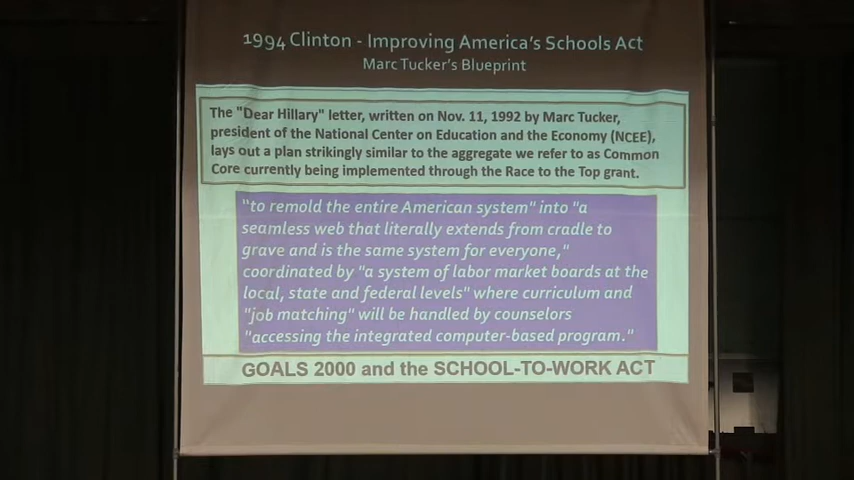 1994 Clinton - Improving America's Schools Act
Marc Tucker's Blueprint
The "Dear Hillary" letter, written on Nov. 11, 1992 by Marc Tucker,
president of the National Center on Education and the Economy (NCEE),
lays out a plan strikingly similar to the aggregate we refer to as Common
Core currently being implemented through the Race to the Top grant.
"to remold the entire American system" into "a
seamless web that literally extends from cradle to
grave and is the same system for everyone,"
coordinated by "a system of labor market boards at the
local, state and federal levels" where curriculum and
"job matching" will be handled by counselors
"accessing the integrated computer-based program."
GOALS 2000 and the SCHOOL-TO-WORK ACT